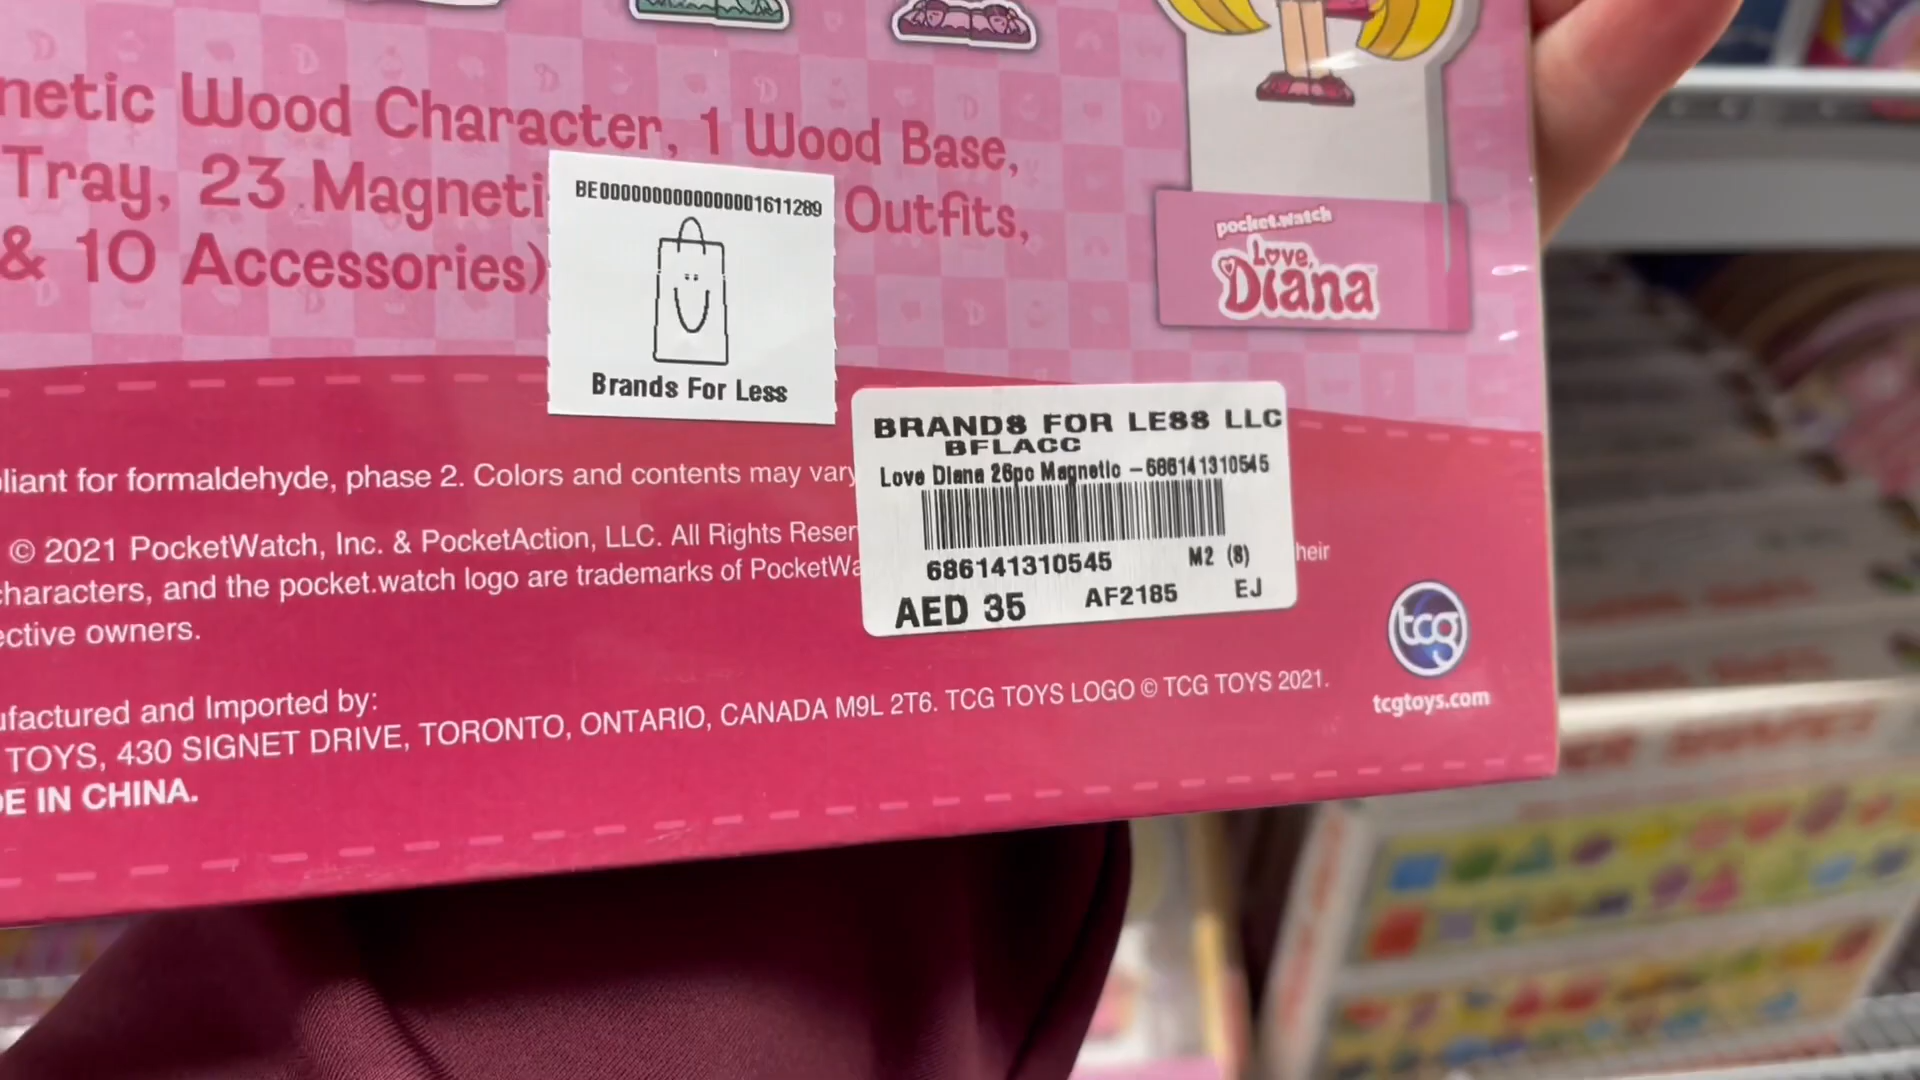 netic Wood Character, 1 Wood Base,
Tray, 23 Magneti Outfits,
& 10 Accessories)
BE0000000000000001611289
Brands For Less
pocket.watch
Love,
Diana
BRANDS FOR LESS LLC
BFLACC
Love Diana 26pc Magnetic -686141310545
686141310545 M2 (8)
AED 35 AF2185 EJ
liant for formaldehyde, phase 2. Colors and contents may vary
© 2021 PocketWatch, Inc. & PocketAction, LLC. All Rights Reser
heir
characters, and the pocket.watch logo are trademarks of PocketWa
ective owners.
ufactured and Imported by:
TOYS, 430 SIGNET DRIVE, TORONTO, ONTARIO, CANADA M9L 2T6. TCG TOYS LOGO © TCG TOYS 2021.
DE IN CHINA.
tcg
tcgtoys.com